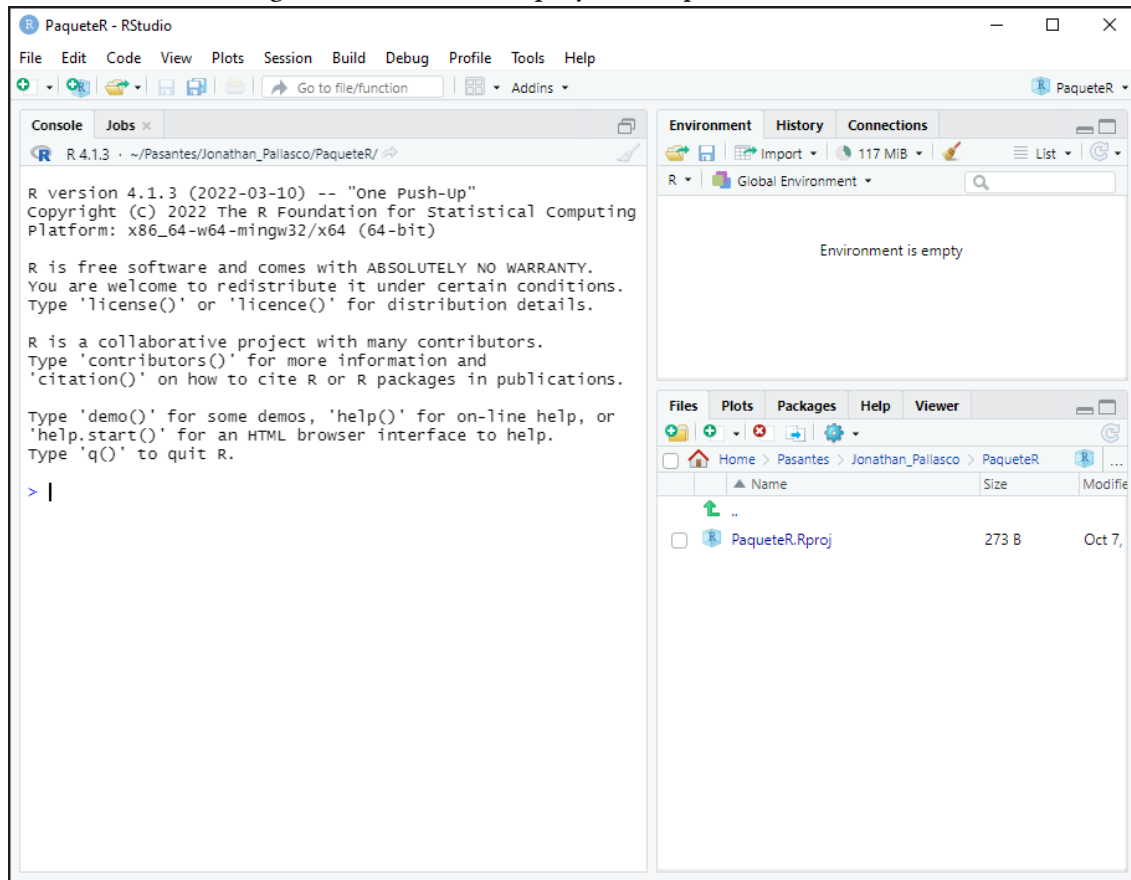 PaqueteR - RStudio
File Edit Code View Plots Session Build Debug Profile Tools Help
Go to file/function Addins PaqueteR
Console Jobs
R 4.1.3 · ~/Pasantes/Jonathan_Pallasco/PaqueteR/
R version 4.1.3 (2022-03-10) -- "One Push-Up"
Copyright (C) 2022 The R Foundation for Statistical Computing
Platform: x86_64-w64-mingw32/x64 (64-bit)
R is free software and comes with ABSOLUTELY NO WARRANTY.
You are welcome to redistribute it under certain conditions.
Type 'license()' or 'licence()' for distribution details.
R is a collaborative project with many contributors.
Type 'contributors()' for more information and
'citation()' on how to cite R or R packages in publications.
Type 'demo()' for some demos, 'help()' for on-line help, or
'help.start()' for an HTML browser interface to help.
Type 'q()' to quit R.
>
Environment History Connections
Import 117 MiB List
R Global Environment
Environment is empty
Files Plots Packages Help Viewer
Home > Pasantes > Jonathan_Pallasco > PaqueteR ...
Name Size Modifie
..
PaqueteR.Rproj 273 B Oct 7,